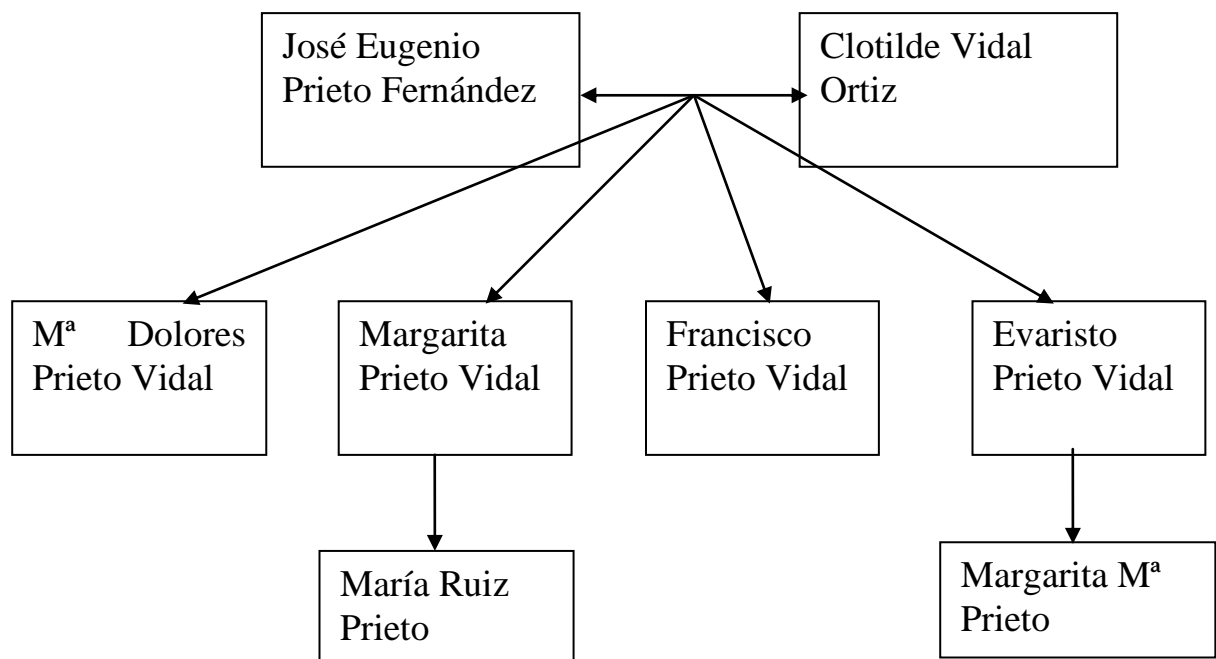 José Eugenio
Prieto Fernández
Clotilde Vidal
Ortiz
Mª Dolores
Prieto Vidal
Margarita
Prieto Vidal
Francisco
Prieto Vidal
Evaristo
Prieto Vidal
María Ruiz
Prieto
Margarita Mª
Prieto